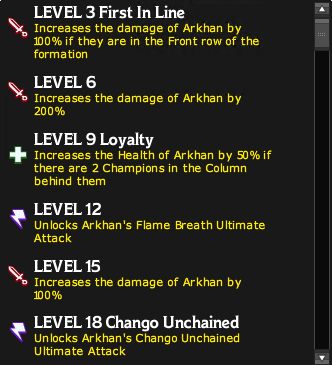 LEVEL 3 First In Line
Increases the damage of Arkhan by
100% if they are in the Front row of the
formation
LEVEL 6
Increases the damage of Arkhan by
200%
LEVEL 9 Loyalty
Increases the Health of Arkhan by 50% if
there are 2 Champions in the Column
behind them
LEVEL 12
Unlocks Arkhan's Flame Breath Ultimate
Attack
LEVEL 15
Increases the damage of Arkhan by
100%
LEVEL 18 Chango Unchained
Unlocks Arkhan's Chango Unchained
Ultimate Attack